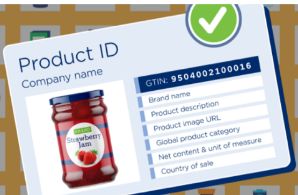 Product ID
Company name
GTIN: 9504002100016
Brand name
Product description
Product image URL
Global product category
Net content & unit of measure
Country of sale
Strawberry
Jam